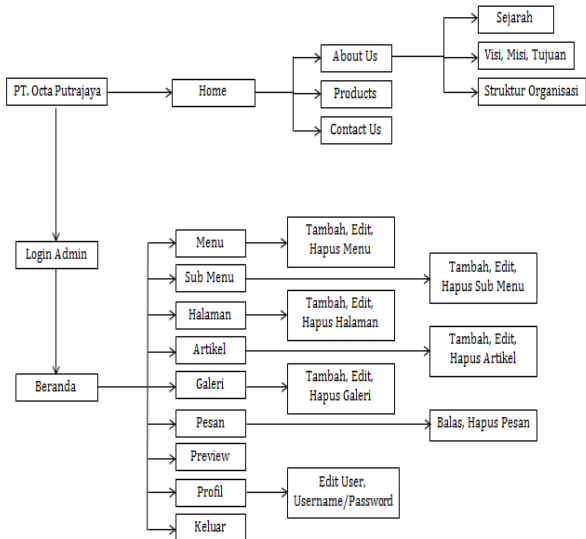 Sejarah
About Us
Visi, Misi, Tujuan
PT. Octa Putrajaya
Home
Products
Struktur Organisasi
Contact Us
Login Admin
Menu
Tambah, Edit,
Hapus Menu
Sub Menu
Tambah, Edit,
Hapus Sub Menu
Halaman
Tambah, Edit,
Hapus Halaman
Artikel
Tambah, Edit,
Hapus Artikel
Beranda
Galeri
Tambah, Edit,
Hapus Galeri
Pesan
Balas, Hapus Pesan
Preview
Profil
Edit User,
Username/Password
Keluar